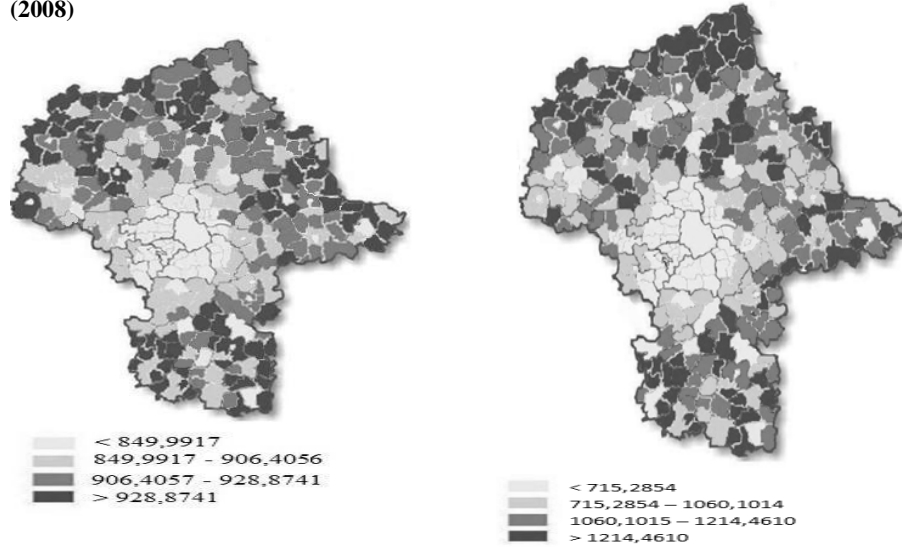 (2008)
< 849,9917
849,9917 - 906,4056
906,4057 - 928,8741
> 928,8741
< 715,2854
715,2854 – 1060,1014
1060,1015 – 1214,4610
> 1214,4610